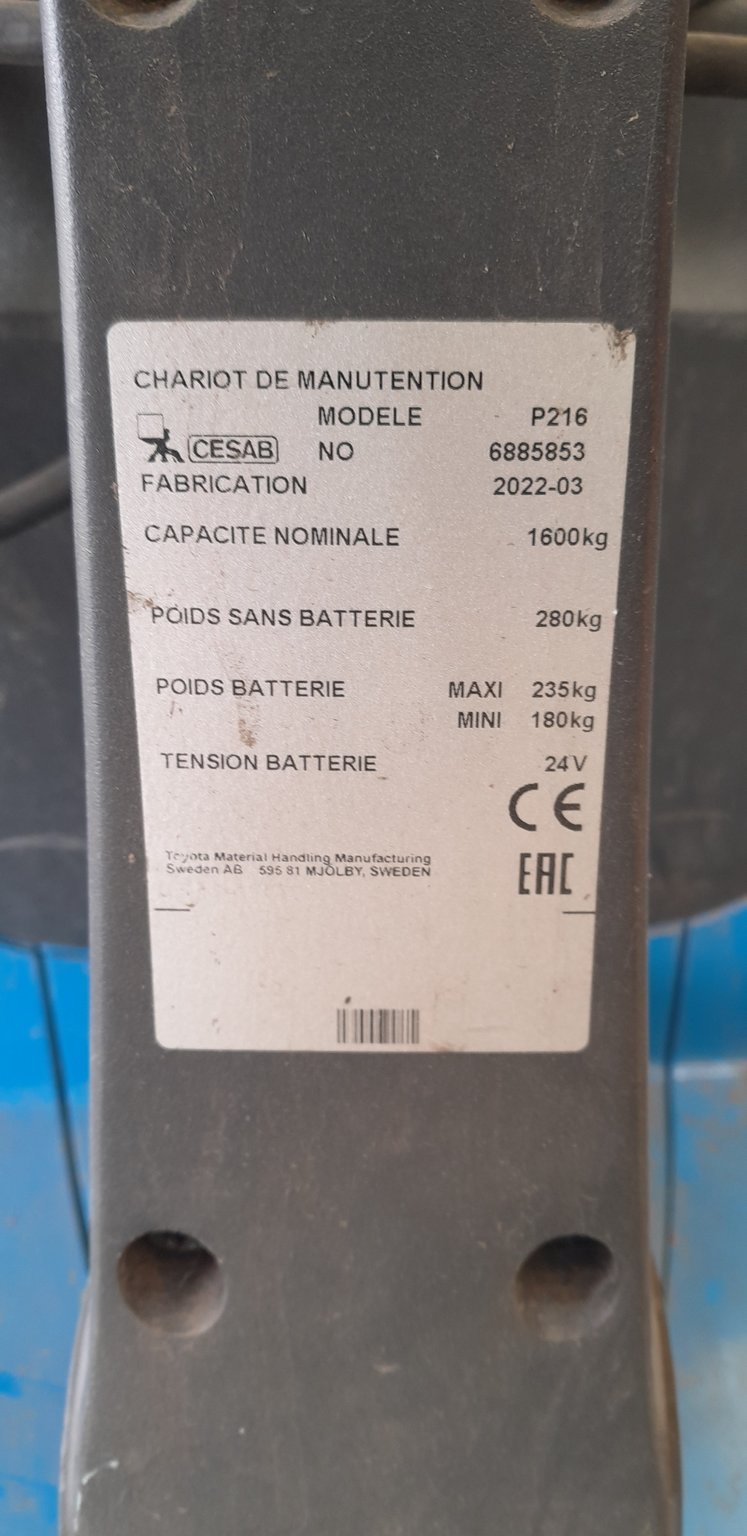 CHARIOT DE MANUTENTION
MODELE P216
CESAB NO 6885853
FABRICATION 2022-03
CAPACITE NOMINALE 1600kg
POIDS SANS BATTERIE 280kg
POIDS BATTERIE MAXI 235kg
MINI 180kg
TENSION BATTERIE 24V
CE
Toyota Material Handling Manufacturing
Sweden AB 595 81 MJÖLBY, SWEDEN
EAC